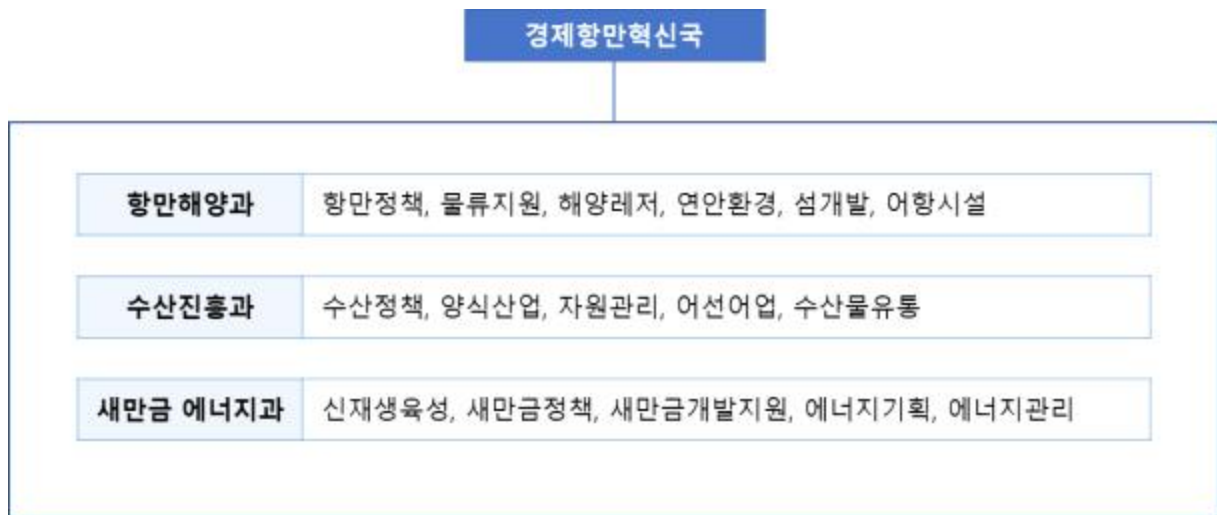 경제항만혁신국
항만해양과 항만정책, 물류지원, 해양레저, 연안환경, 섬개발, 어항시설
수산진흥과 수산정책, 양식산업, 자원관리, 어선어업, 수산물유통
새만금 에너지과 신재생육성, 새만금정책, 새만금개발지원, 에너지기획, 에너지관리